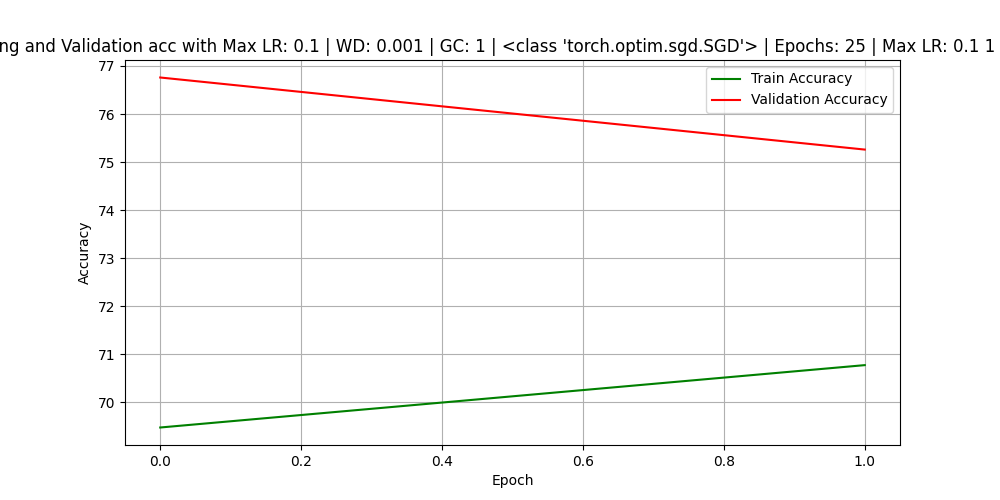 ng and Validation acc with Max LR: 0.1 | WD: 0.001 | GC: 1 | <class 'torch.optim.sgd.SGD'> | Epochs: 25 | Max LR: 0.1 1
Train Accuracy
Validation Accuracy
77
76
75
74
73
72
71
70
Accuracy
0.0 0.2 0.4 0.6 0.8 1.0
Epoch